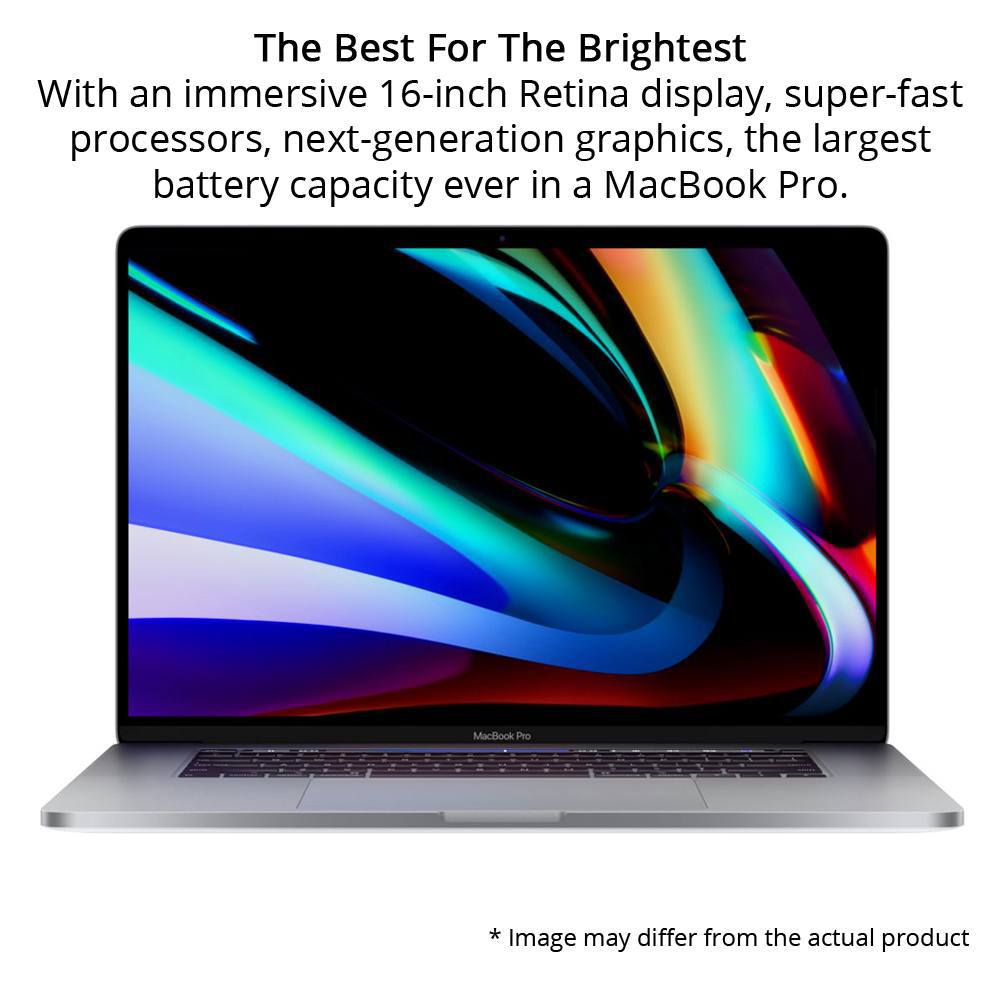 The Best For The Brightest
With an immersive 16-inch Retina display, super-fast
processors, next-generation graphics, the largest
battery capacity ever in a MacBook Pro.
MacBook Pro
* Image may differ from the actual product